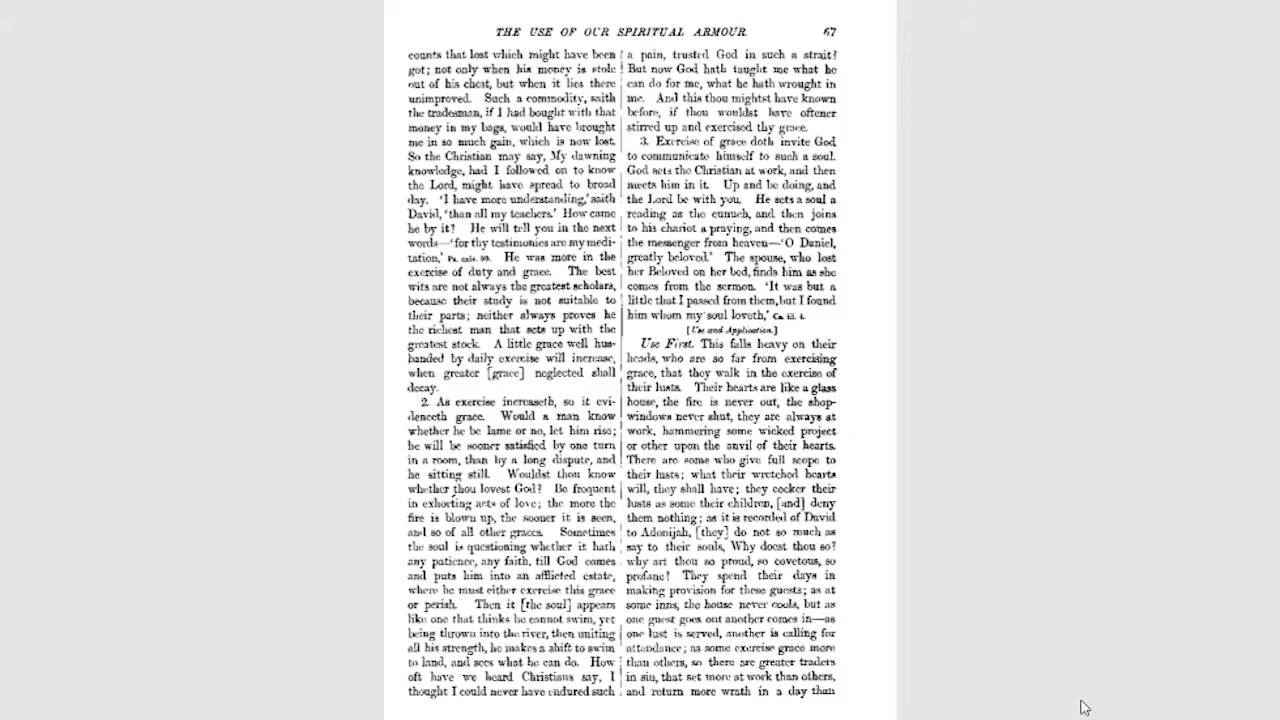 THE USE OF OUR SPIRITUAL ARMOUR. 67
counts that lost which might have been
got; not only when his money is stole
out of his chest, but when it lies there
unimproved. Such a commodity, saith
the tradesman, if I had bought with that
money in my bags, would have brought
me in so much gain, which is now lost.
So the Christian may say, My dawning
knowledge, had I followed on to know
the Lord, might have spread to broad
day. 'I have more understanding,' saith
David, 'than all my teachers.' How came
he by it? He will tell you in the next
words—'for thy testimonies are my medi-
tation,' Ps. cxix. 99. He was more in the
exercise of duty and grace. The best
wits are not always the greatest scholars,
because their study is not suitable to
their parts; neither always proves he
the richest man that sets up with the
greatest stock. A little grace well hus-
banded by daily exercise will increase,
when greater [grace] neglected shall
decay.
2. As exercise increaseth, so it evi-
denceth grace. Would a man know
whether he be lame or no, let him rise;
he will be sooner satisfied by one turn
in a room, than by a long dispute, and
he sitting still. Wouldst thou know
whether thou lovest God? Be frequent
in exhorting acts of love; the more the
fire is blown up, the sooner it is seen,
and so of all other graces. Sometimes
the soul is questioning whether it hath
any patience, any faith, till God comes
and puts him into an afflicted estate,
where he must either exercise this grace
or perish. Then it [the soul] appears
like one that thinks he cannot swim, yet
being thrown into the river, then uniting
all his strength, he makes a shift to swim
to land, and sees what he can do. How
oft have we heard Christians say, I
thought I could never have endured such
a pain, trusted God in such a strait?
But now God hath taught me what he
can do for me, what he hath wrought in
me. And this thou mightst have known
before, if thou wouldst have oftener
stirred up and exercised thy grace.
3. Exercise of grace doth invite God
to communicate himself to such a soul.
God sets the Christian at work, and then
meets him in it. Up and be doing, and
the Lord be with you. He sets a soul a
reading as the eunuch, and then joins
to his chariot a praying, and then comes
the messenger from heaven—'O Daniel,
greatly beloved.' The spouse, who lost
her Beloved on her bed, finds him as she
comes from the sermon. 'It was but a
little that I passed from them, but I found
him whom my soul loveth,' Ca. iii. 4.
[Use and Application.]
Use First. This falls heavy on their
heads, who are so far from exercising
grace, that they walk in the exercise of
their lusts. Their hearts are like a glass
house, the fire is never out, the shop-
windows never shut, they are always at
work, hammering some wicked project
or other upon the anvil of their hearts.
There are some who give full scope to
their lusts; what their wretched hearts
will, they shall have; they cocker their
lusts as some their children, [and] deny
them nothing; as it is recorded of David
to Adonijah, [they] do not so much as
say to their souls, Why doest thou so?
why art thou so proud, so covetous, so
profane? They spend their days in
making provision for these guests; as at
some inns, the house never cools, but as
one guest goes out another comes in—as
one lust is served, another is calling for
attendance; as some exercise grace more
than others, so there are greater traders
in sin, that set more at work than others,
and return more wrath in a day than